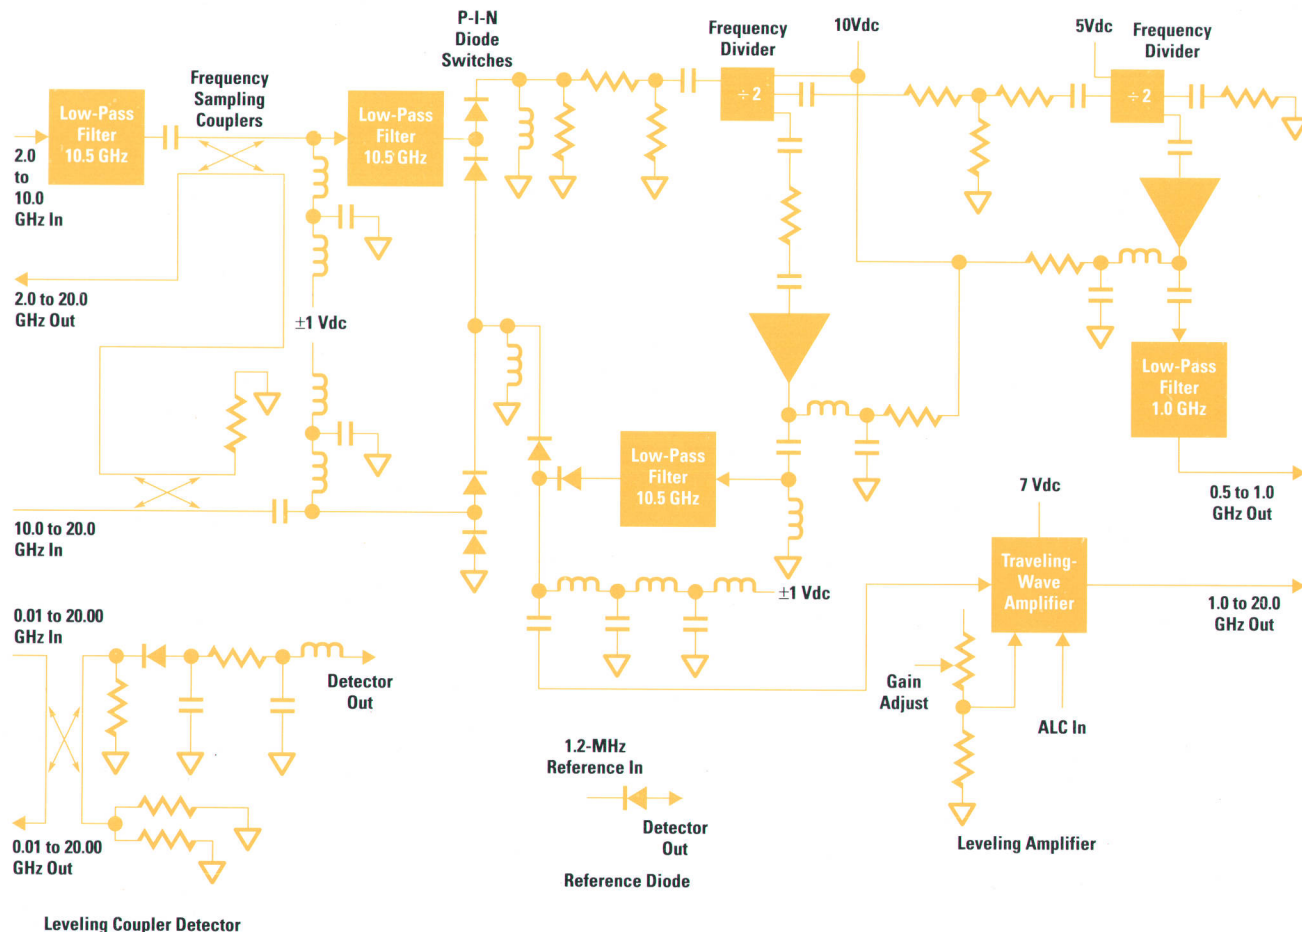 P-I-N
Diode
Switches
Frequency
Divider
10Vdc
5Vdc
Frequency
Divider
Frequency
Sampling
Couplers
Low-Pass
Filter
10.5 GHz
Low-Pass
Filter
10.5 GHz
÷ 2
÷ 2
2.0
to
10.0
GHz In
2.0 to 20.0
GHz Out
±1 Vdc
Low-Pass
Filter
1.0 GHz
Low-Pass
Filter
10.5 GHz
10.0 to 20.0
GHz In
7 Vdc
0.5 to 1.0
GHz Out
Traveling-
Wave
Amplifier
±1 Vdc
1.0 to 20.0
GHz Out
0.01 to 20.00
GHz In
Detector
Out
Gain
Adjust
ALC In
1.2-MHz
Reference In
Detector
Out
0.01 to 20.00
GHz Out
Leveling Amplifier
Reference Diode
Leveling Coupler Detector